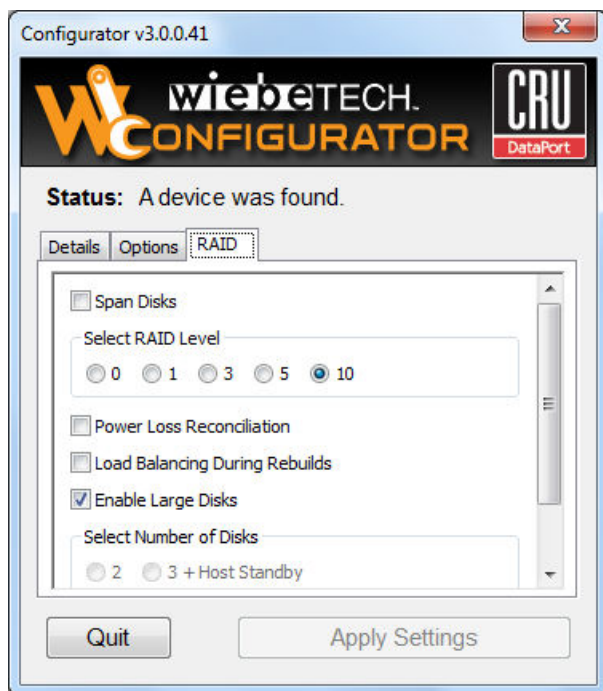 Configurator v3.0.0.41
wiebeTECH
CONFIGURATOR
CRU
DataPort
Status: A device was found.
Details Options RAID
Span Disks
Select RAID Level
0 1 3 5 10
Power Loss Reconciliation
Load Balancing During Rebuilds
Enable Large Disks
Select Number of Disks
2 3 + Host Standby
Quit Apply Settings